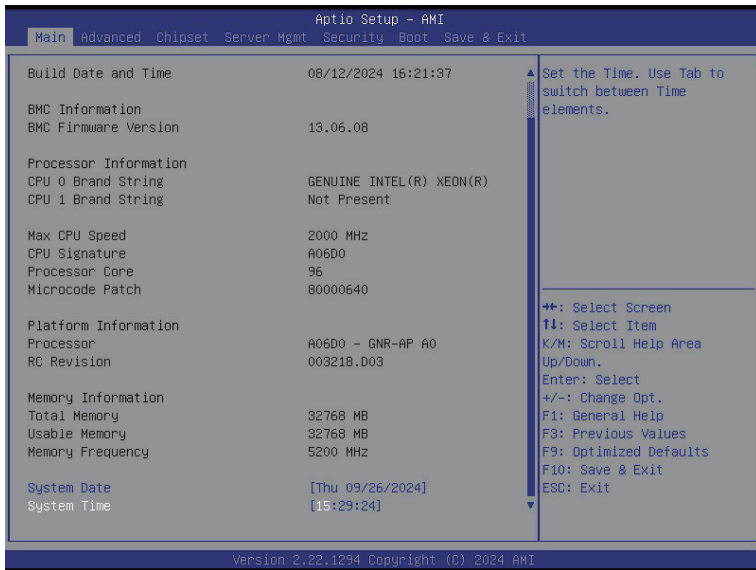 Aptio Setup - AMI
Main Advanced Chipset Server Mgmt Security Boot Save & Exit
Build Date and Time 08/12/2024 16:21:37
BMC Information
BMC Firmware Version 13.06.08
Processor Information
CPU 0 Brand String GENUINE INTEL(R) XEON(R)
CPU 1 Brand String Not Present
Max CPU Speed 2000 MHz
CPU Signature A06D0
Processor Core 96
Microcode Patch 80000640
Platform Information
Processor A06D0 - GNR-AP A0
RC Revision 003218.D03
Memory Information
Total Memory 32768 MB
Usable Memory 32768 MB
Memory Frequency 5200 MHz
System Date [Thu 09/26/2024]
System Time [15:29:24]
Set the Time. Use Tab to
switch between Time
elements.
→←: Select Screen
↑↓: Select Item
K/M: Scroll Help Area
Up/Down.
Enter: Select
+/-: Change Opt.
F1: General Help
F3: Previous Values
F9: Optimized Defaults
F10: Save & Exit
ESC: Exit
Version 2.22.1294 Copyright (C) 2024 AMI